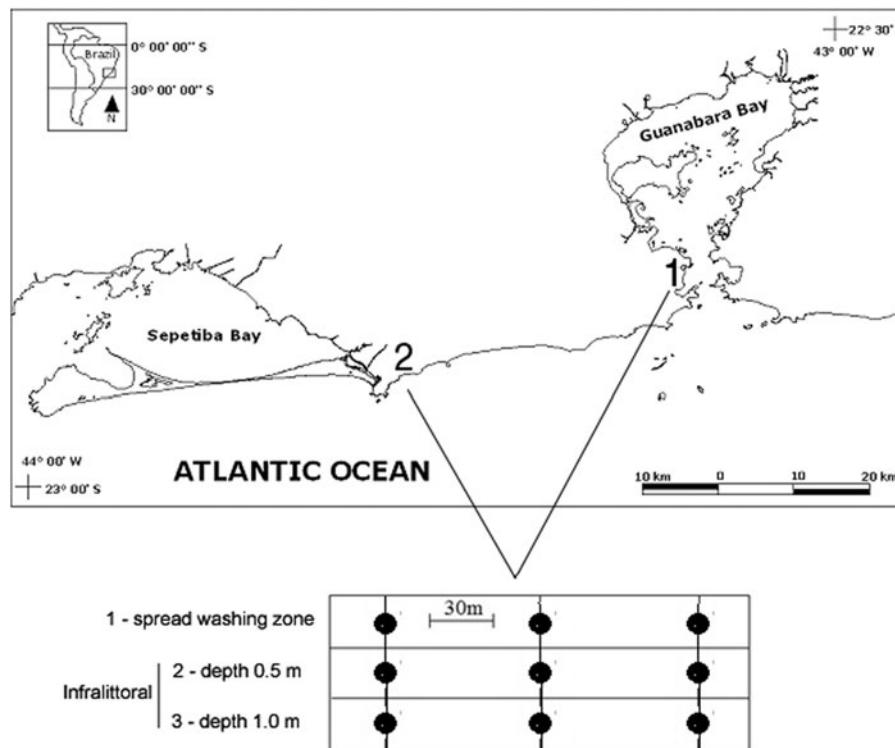 22° 30'
43° 00' W
0° 00' 00" S
Brazil
30° 00' 00" S
N
Guanabara Bay
1
Sepetiba Bay
2
44° 00' W
23° 00' S
ATLANTIC OCEAN
10 km 0 10 20 km
30m
1 - spread washing zone
2 - depth 0.5 m
Infralittoral
3 - depth 1.0 m